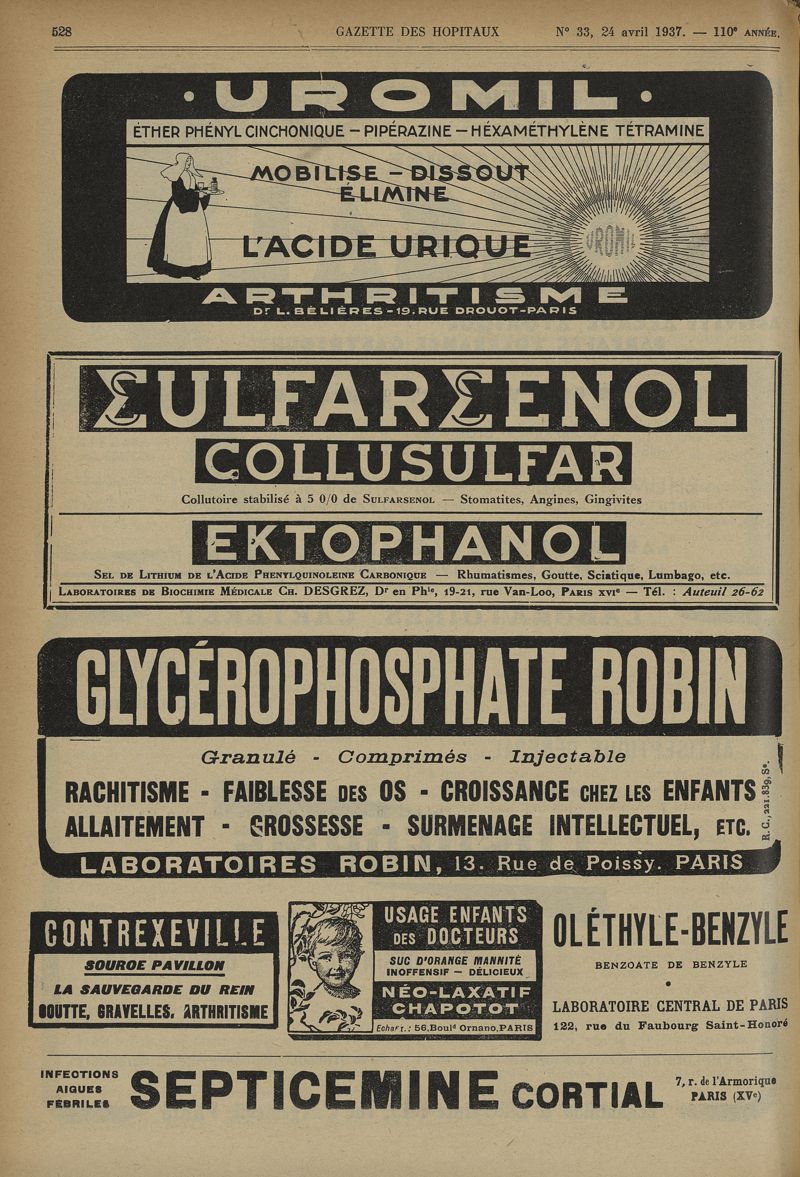 528 GAZETTE DES HOPITAUX N° 33, 24 avril 1937. — 110e ANNÉE.
· UROMIL ·
ÉTHER PHÉNYL CINCHONIQUE – PIPÉRAZINE – HÉXAMÉTHYLÈNE TÉTRAMINE
MOBILISE – DISSOUT
ÉLIMINE
L'ACIDE URIQUE
UROMIL
ARTHRITISME
Dr L. BÉLIÈRES - 19. RUE DROUOT - PARIS
SULFARSENOL
COLLUSULFAR
Collutoire stabilisé à 5 0/0 de SULFARSENOL — Stomatites, Angines, Gingivites
EKTOPHANOL
SEL DE LITHIUM DE L'ACIDE PHENYLQUINOLEINE CARBONIQUE — Rhumatismes, Goutte, Sciatique, Lumbago, etc.
LABORATOIRES DE BIOCHIMIE MÉDICALE CH. DESGREZ, Dr en Phie, 19-21, rue Van-Loo, PARIS XVIe — Tél. : Auteuil 26-62
GLYCÉROPHOSPHATE ROBIN
Granulé - Comprimés - Injectable
RACHITISME - FAIBLESSE DES OS - CROISSANCE CHEZ LES ENFANTS
ALLAITEMENT - GROSSESSE - SURMENAGE INTELLECTUEL, ETC.
R. C., 221.839, Se.
LABORATOIRES ROBIN, 13. Rue de Poissy. PARIS
CONTREXEVILLE
SOURCE PAVILLON
LA SAUVEGARDE DU REIN
GOUTTE, GRAVELLES. ARTHRITISME
USAGE ENFANTS
DES DOCTEURS
SUC D'ORANGE MANNITÉ
INOFFENSIF — DÉLICIEUX
NÉO-LAXATIF
CHAPOTOT
Echart.: 56, Bould Ornano, PARIS
OLÉTHYLE-BENZYLE
BENZOATE DE BENZYLE
•
LABORATOIRE CENTRAL DE PARIS
122, rue du Faubourg Saint-Honoré
INFECTIONS
AIGUES
FÉBRILES
SEPTICEMINE CORTIAL
7, r. de l'Armorique
PARIS (XVe)